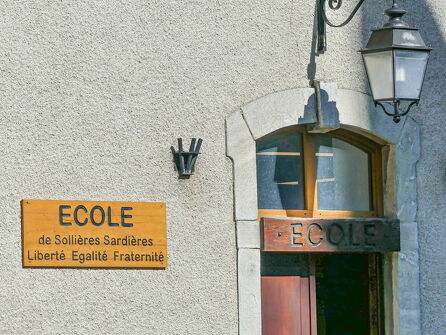 ECOLE
de Sollières Sardières
Liberté Egalité Fraternité
ECOLE